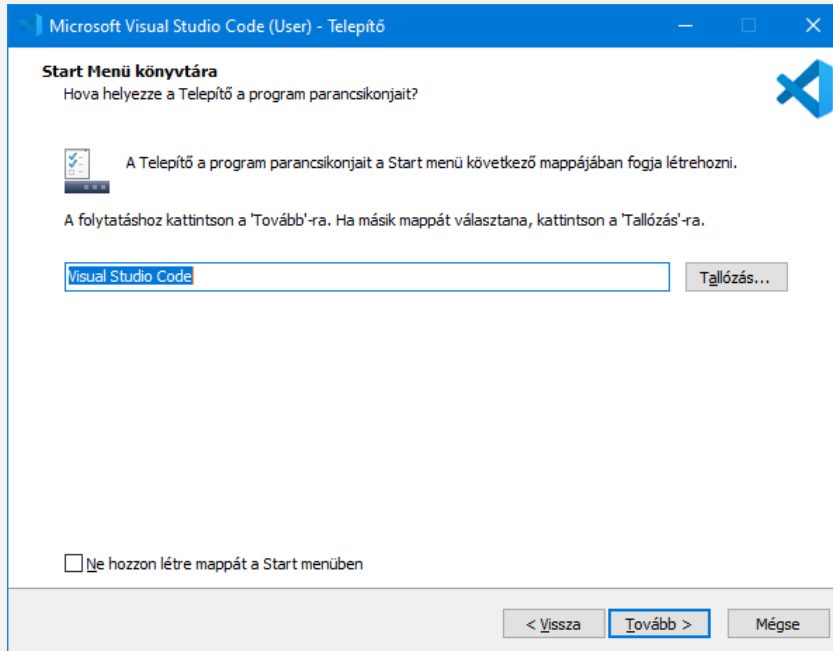 Microsoft Visual Studio Code (User) - Telepítő
Start Menü könyvtára
Hova helyezze a Telepítő a program parancsikonjait?
A Telepítő a program parancsikonjait a Start menü következő mappájában fogja létrehozni.
A folytatáshoz kattintson a 'Tovább'-ra. Ha másik mappát választana, kattintson a 'Tallózás'-ra.
Visual Studio Code
Tallózás...
Ne hozzon létre mappát a Start menüben
< Vissza
Tovább >
Mégse